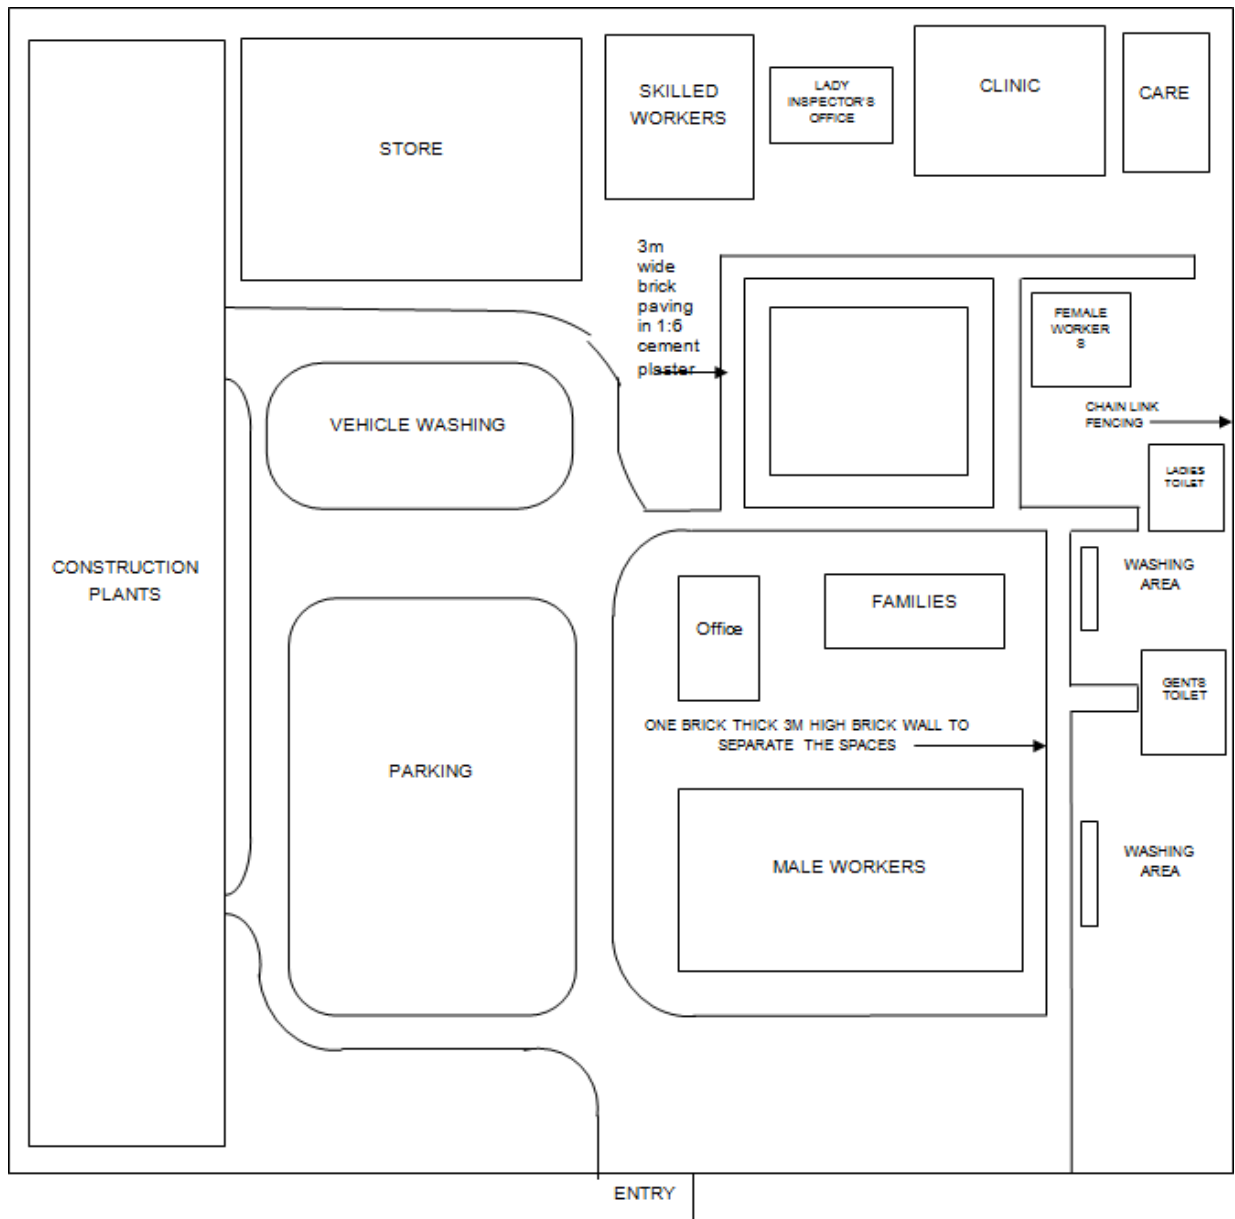 STORE
SKILLED
WORKERS
LADY
INSPECTOR'S
OFFICE
CLINIC
CARE
3m
wide
brick
paving
in 1:6
cement
plaster
FEMALE
WORKER
S
CHAIN LINK
FENCING
VEHICLE WASHING
LADIES
TOILET
CONSTRUCTION
PLANTS
WASHING
AREA
Office
FAMILIES
GENTS
TOILET
ONE BRICK THICK 3M HIGH BRICK WALL TO
SEPARATE THE SPACES
PARKING
MALE WORKERS
WASHING
AREA
ENTRY